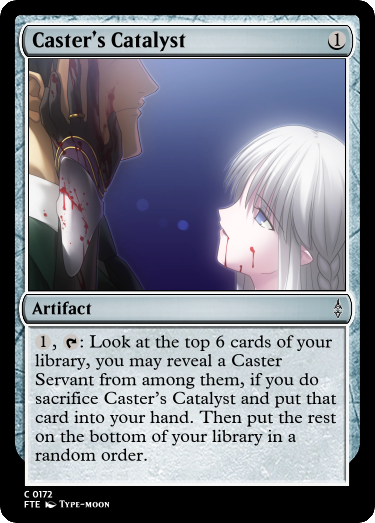 Caster's Catalyst 1
Artifact
1, : Look at the top 6 cards of your
library, you may reveal a Caster
Servant from among them, if you do
sacrifice Caster's Catalyst and put that
card into your hand. Then put the rest
on the bottom of your library in a
random order.
C 0172
FTE Type-moon